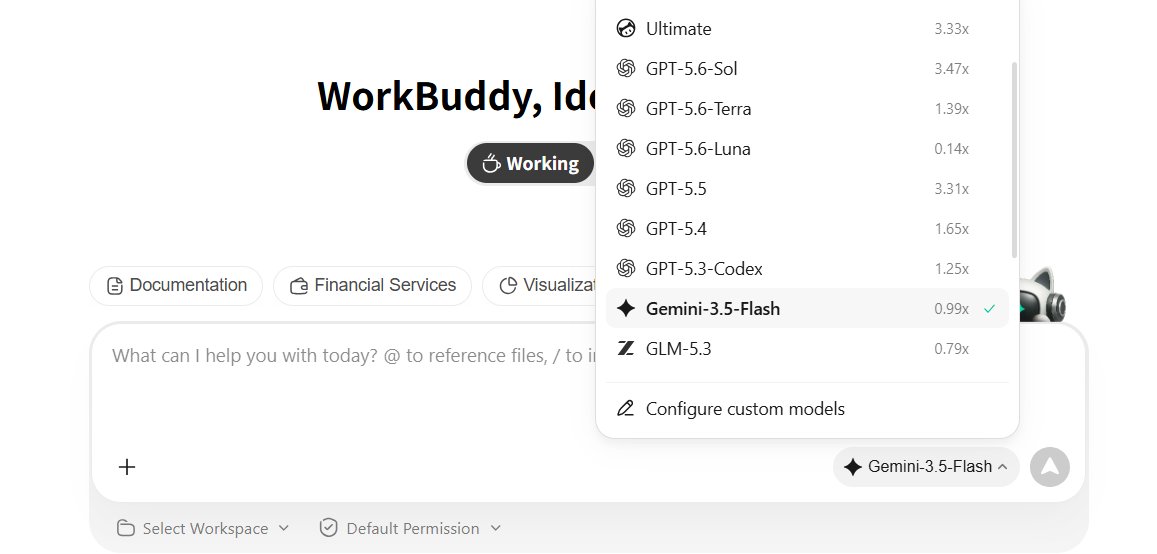 Ultimate 3.33x
GPT-5.6-Sol 3.47x
WorkBuddy, Ide
GPT-5.6-Terra 1.39x
GPT-5.6-Luna 0.14x
Working
GPT-5.5 3.31x
GPT-5.4 1.65x
GPT-5.3-Codex 1.25x
Documentation Financial Services Visualizat
Gemini-3.5-Flash 0.99x
GLM-5.3 0.79x
What can I help you with today? @ to reference files, / to in
Configure custom models
Gemini-3.5-Flash
Select Workspace Default Permission